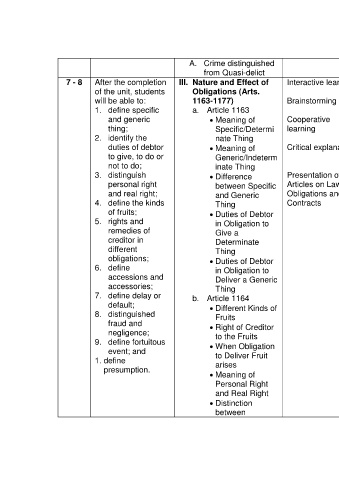 A. Crime distinguished
from Quasi-delict
7 - 8
After the completion
of the unit, students
will be able to:
1. define specific
and generic
thing;
2. identify the
duties of debtor
to give, to do or
not to do;
3. distinguish
personal right
and real right;
4. define the kinds
of fruits;
5. rights and
remedies of
creditor in
different
obligations;
6. define
accessions and
accessories;
7. define delay or
default;
8. distinguished
fraud and
negligence;
9. define fortuitous
event; and
1. define
presumption.
III. Nature and Effect of
Obligations (Arts.
1163-1177)
a. Article 1163
• Meaning of
Specific/Determi
nate Thing
• Meaning of
Generic/Indeterm
inate Thing
• Difference
between Specific
and Generic
Thing
• Duties of Debtor
in Obligation to
Give a
Determinate
Thing
• Duties of Debtor
in Obligation to
Deliver a Generic
Thing
b. Article 1164
• Different Kinds of
Fruits
• Right of Creditor
to the Fruits
• When Obligation
to Deliver Fruit
arises
• Meaning of
Personal Right
and Real Right
• Distinction
between
Interactive lear
Brainstorming
Cooperative
learning
Critical explana
Presentation o
Articles on Law
Obligations an
Contracts